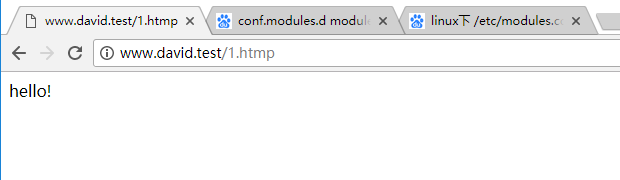 www.david.test/1.htmp
conf.modules.d module
linux下 /etc/modules.co
www.david.test/1.htmp
hello!